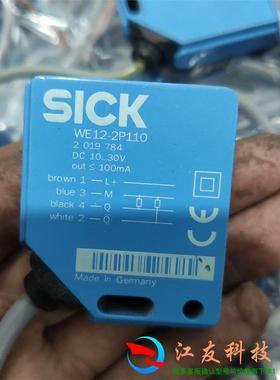 SICK
WE12-2P110
2 019 784
DC 10...30V
out ≤ 100mA
brown 1 L+
blue 3 M
black 4 Q
white 2 Q
Made in Germany
CE
江友科技